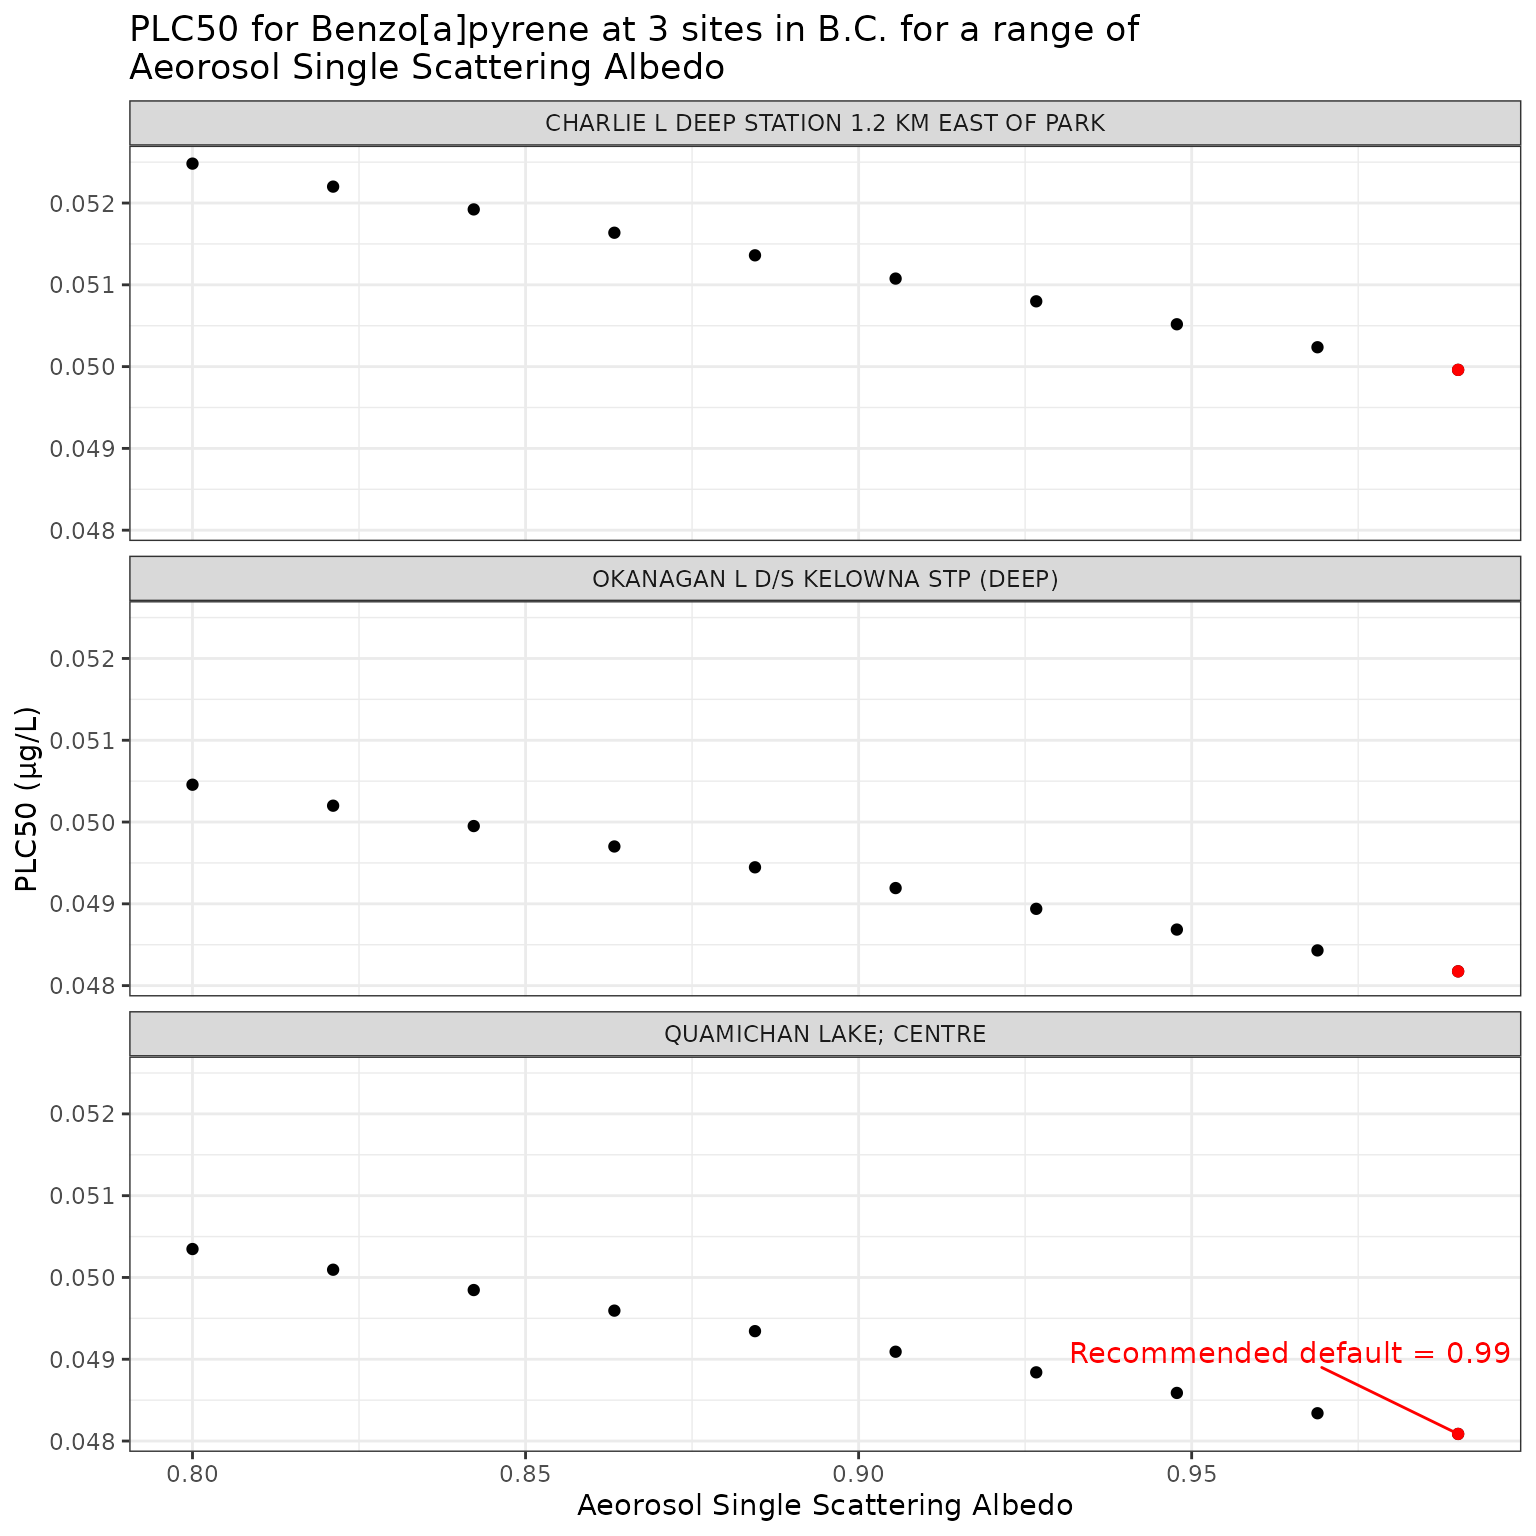 PLC50 for Benzo[a]pyrene at 3 sites in B.C. for a range of
Aeorosol Single Scattering Albedo
CHARLIE L DEEP STATION 1.2 KM EAST OF PARK
0.052
0.051
0.050
0.049
0.048
OKANAGAN L D/S KELOWNA STP (DEEP)
0.052
0.051
0.050
0.049
0.048
PLC50 (µg/L)
QUAMICHAN LAKE; CENTRE
0.052
0.051
0.050
0.049
0.048
Recommended default = 0.99
0.80
0.85
0.90
0.95
Aeorosol Single Scattering Albedo